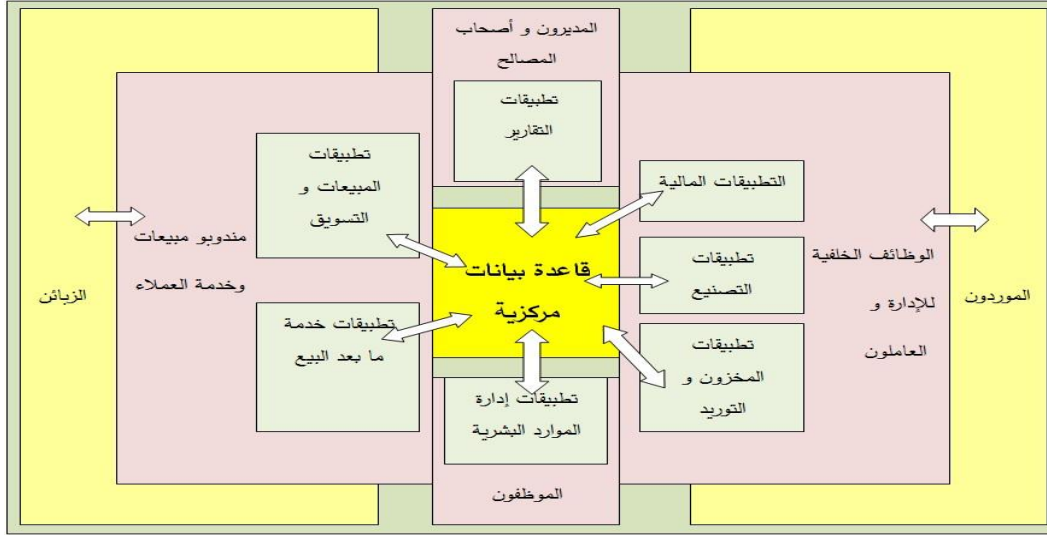 المديرون و أصحاب
المصالح
تطبيقات
التقارير
التطبيقات المالية
تطبيقات
التصنيع
تطبيقات
المخزون و
التوريد
الوظائف الخلفية
للإدارة و
العاملون
الموردون
قاعدة بيانات
مركزية
تطبيقات
المبيعات و
التسويق
تطبيقات خدمة
ما بعد البيع
مندوبو مبيعات
وخدمة العملاء
الزبائن
تطبيقات إدارة
الموارد البشرية
الموظفون